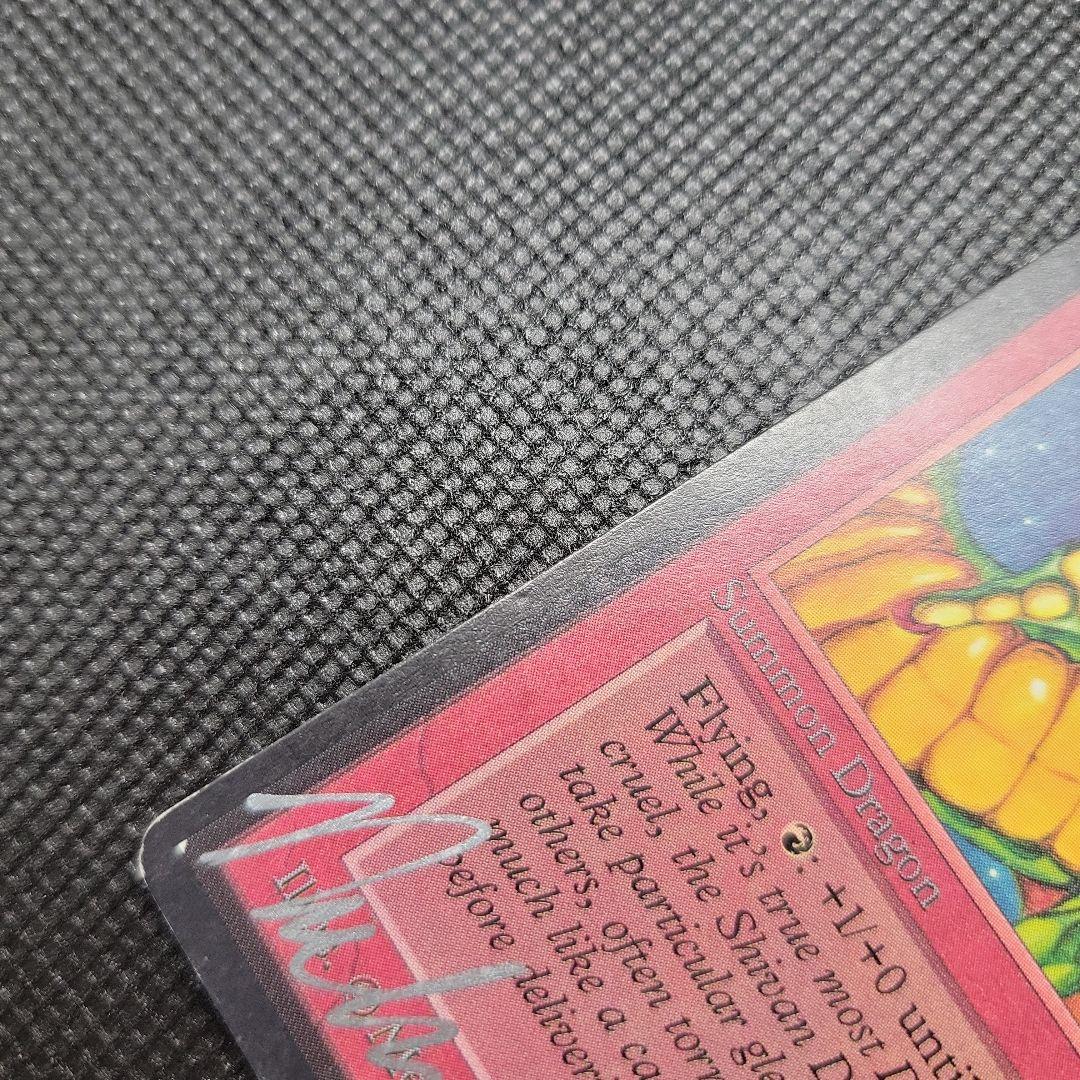 Summon Dragon
Flying, : +1/+0 unti
While it's true most D
cruel, the Shivan D
take particular gle
others, often torm
much like a ca
before deliveri